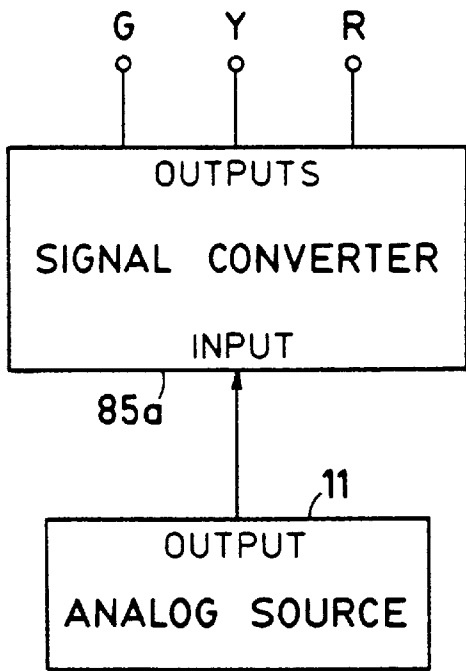 G Y R
OUTPUTS
SIGNAL CONVERTER
INPUT
85a
11
OUTPUT
ANALOG SOURCE